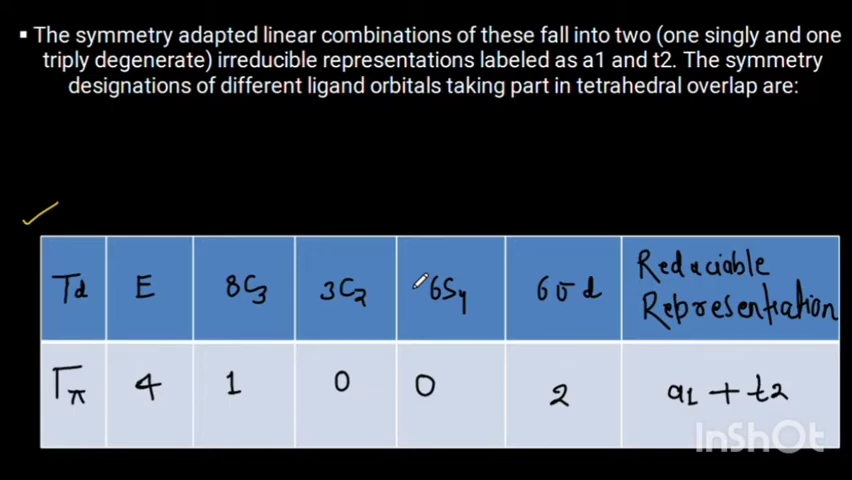 ▪ The symmetry adapted linear combinations of these fall into two (one singly and one
triply degenerate) irreducible representations labeled as a1 and t2. The symmetry
designations of different ligand orbitals taking part in tetrahedral overlap are:
Td E 8C3 3C2 6S4 6σd Reduciable
Representration
Γπ 4 1 0 0 2 a1 + t2
InShOt